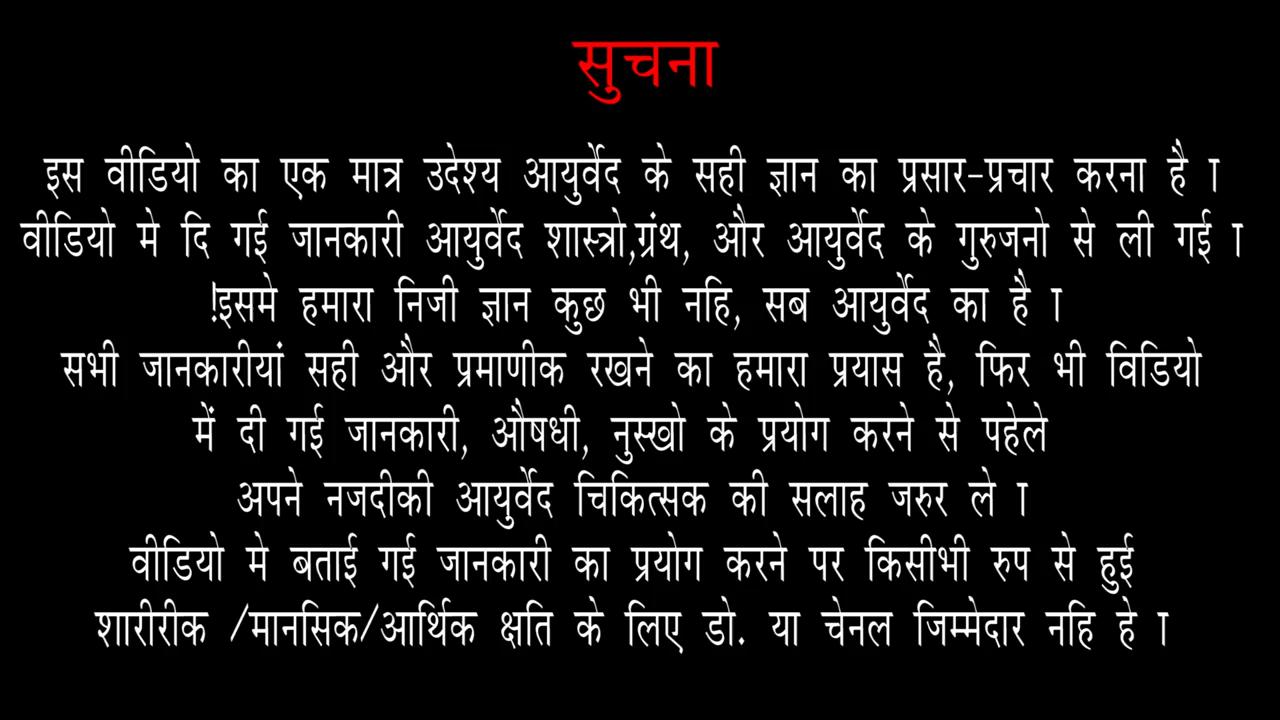 सुचना
इस वीडियो का एक मात्र उदेश्य आयुर्वेद के सही ज्ञान का प्रसार-प्रचार करना है ।
वीडियो मे दि गई जानकारी आयुर्वेद शास्त्रो,ग्रंथ, और आयुर्वेद के गुरुजनो से ली गई ।
!इसमे हमारा निजी ज्ञान कुछ भी नहि, सब आयुर्वेद का है ।
सभी जानकारीयां सही और प्रमाणीक रखने का हमारा प्रयास है, फिर भी विडियो
में दी गई जानकारी, औषधी, नुस्खो के प्रयोग करने से पहेले
अपने नजदीकी आयुर्वेद चिकित्सक की सलाह जरुर ले ।
वीडियो मे बताई गई जानकारी का प्रयोग करने पर किसीभी रुप से हुई
शारीरीक /मानसिक/आर्थिक क्षति के लिए डो. या चेनल जिम्मेदार नहि हे ।